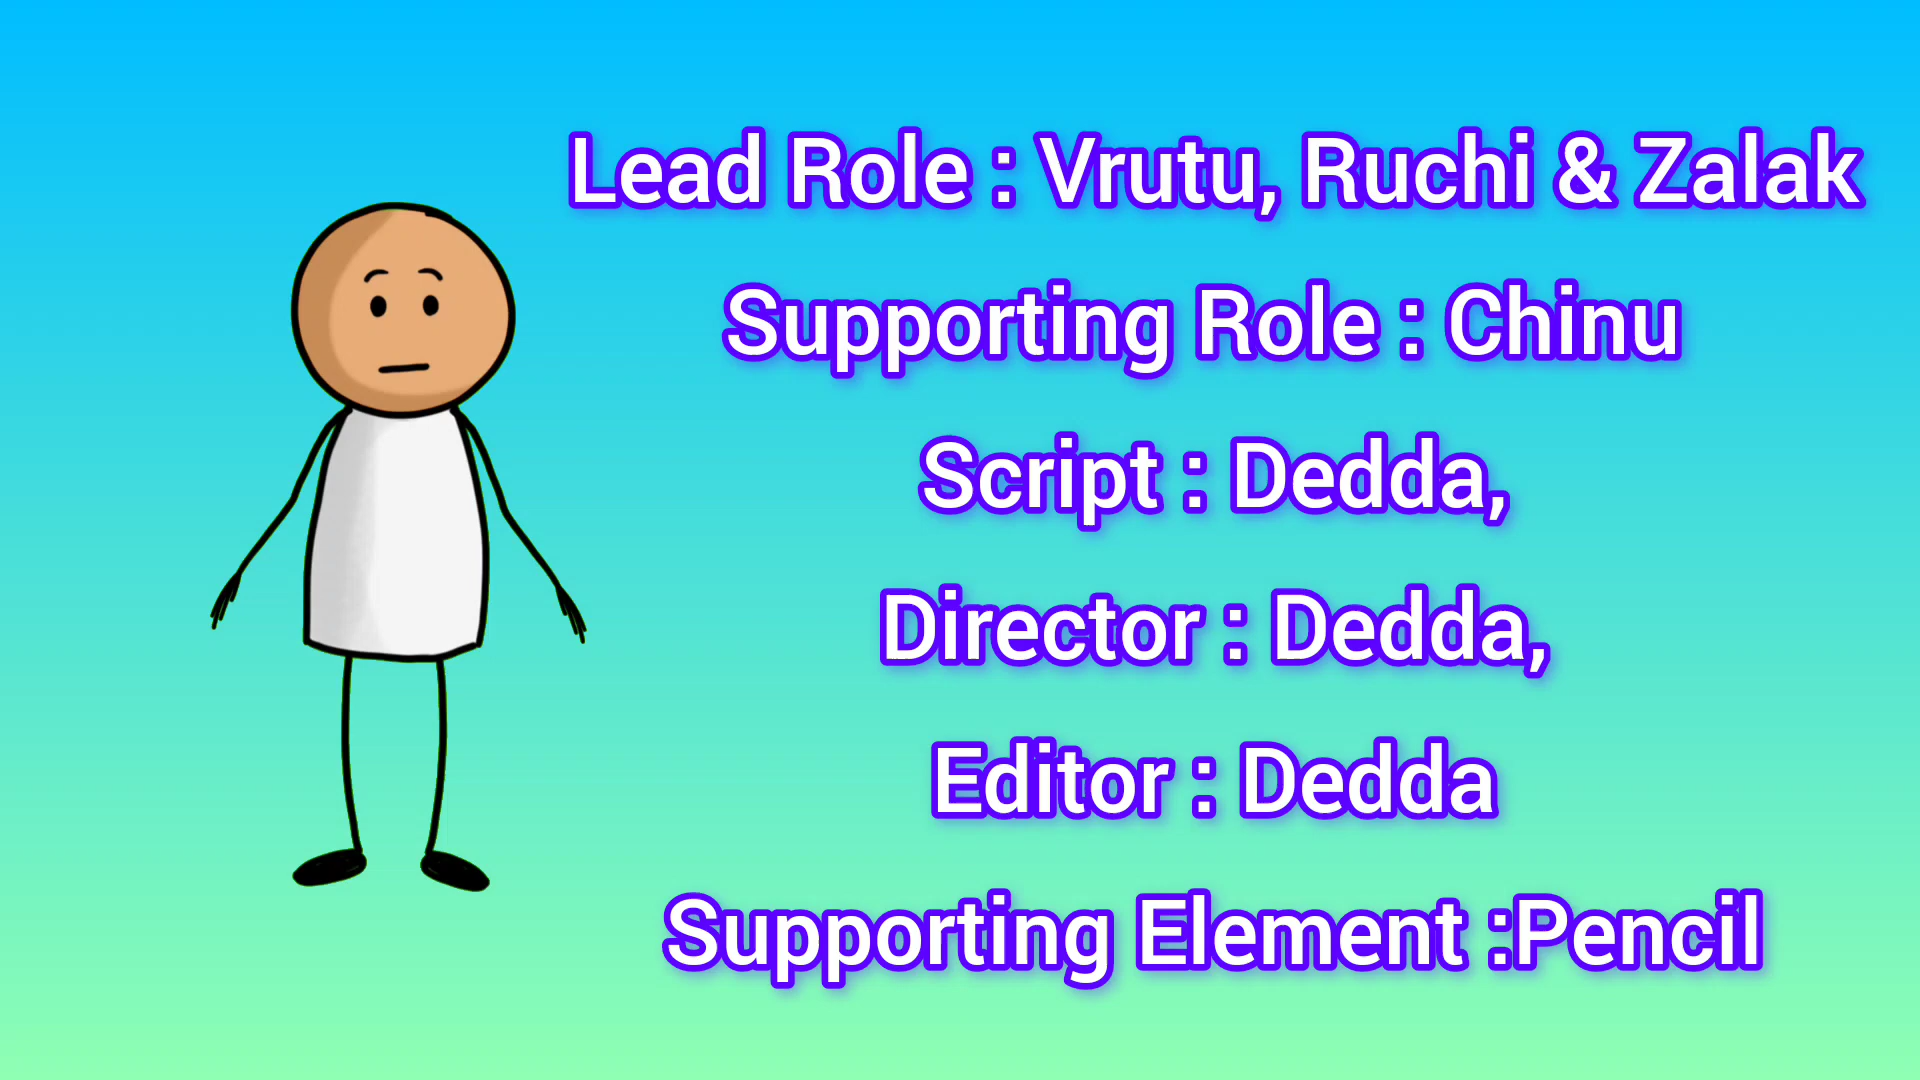 Lead Role : Vrutu, Ruchi & Zalak
Supporting Role : Chinu
Script : Dedda,
Director : Dedda,
Editor : Dedda
Supporting Element :Pencil